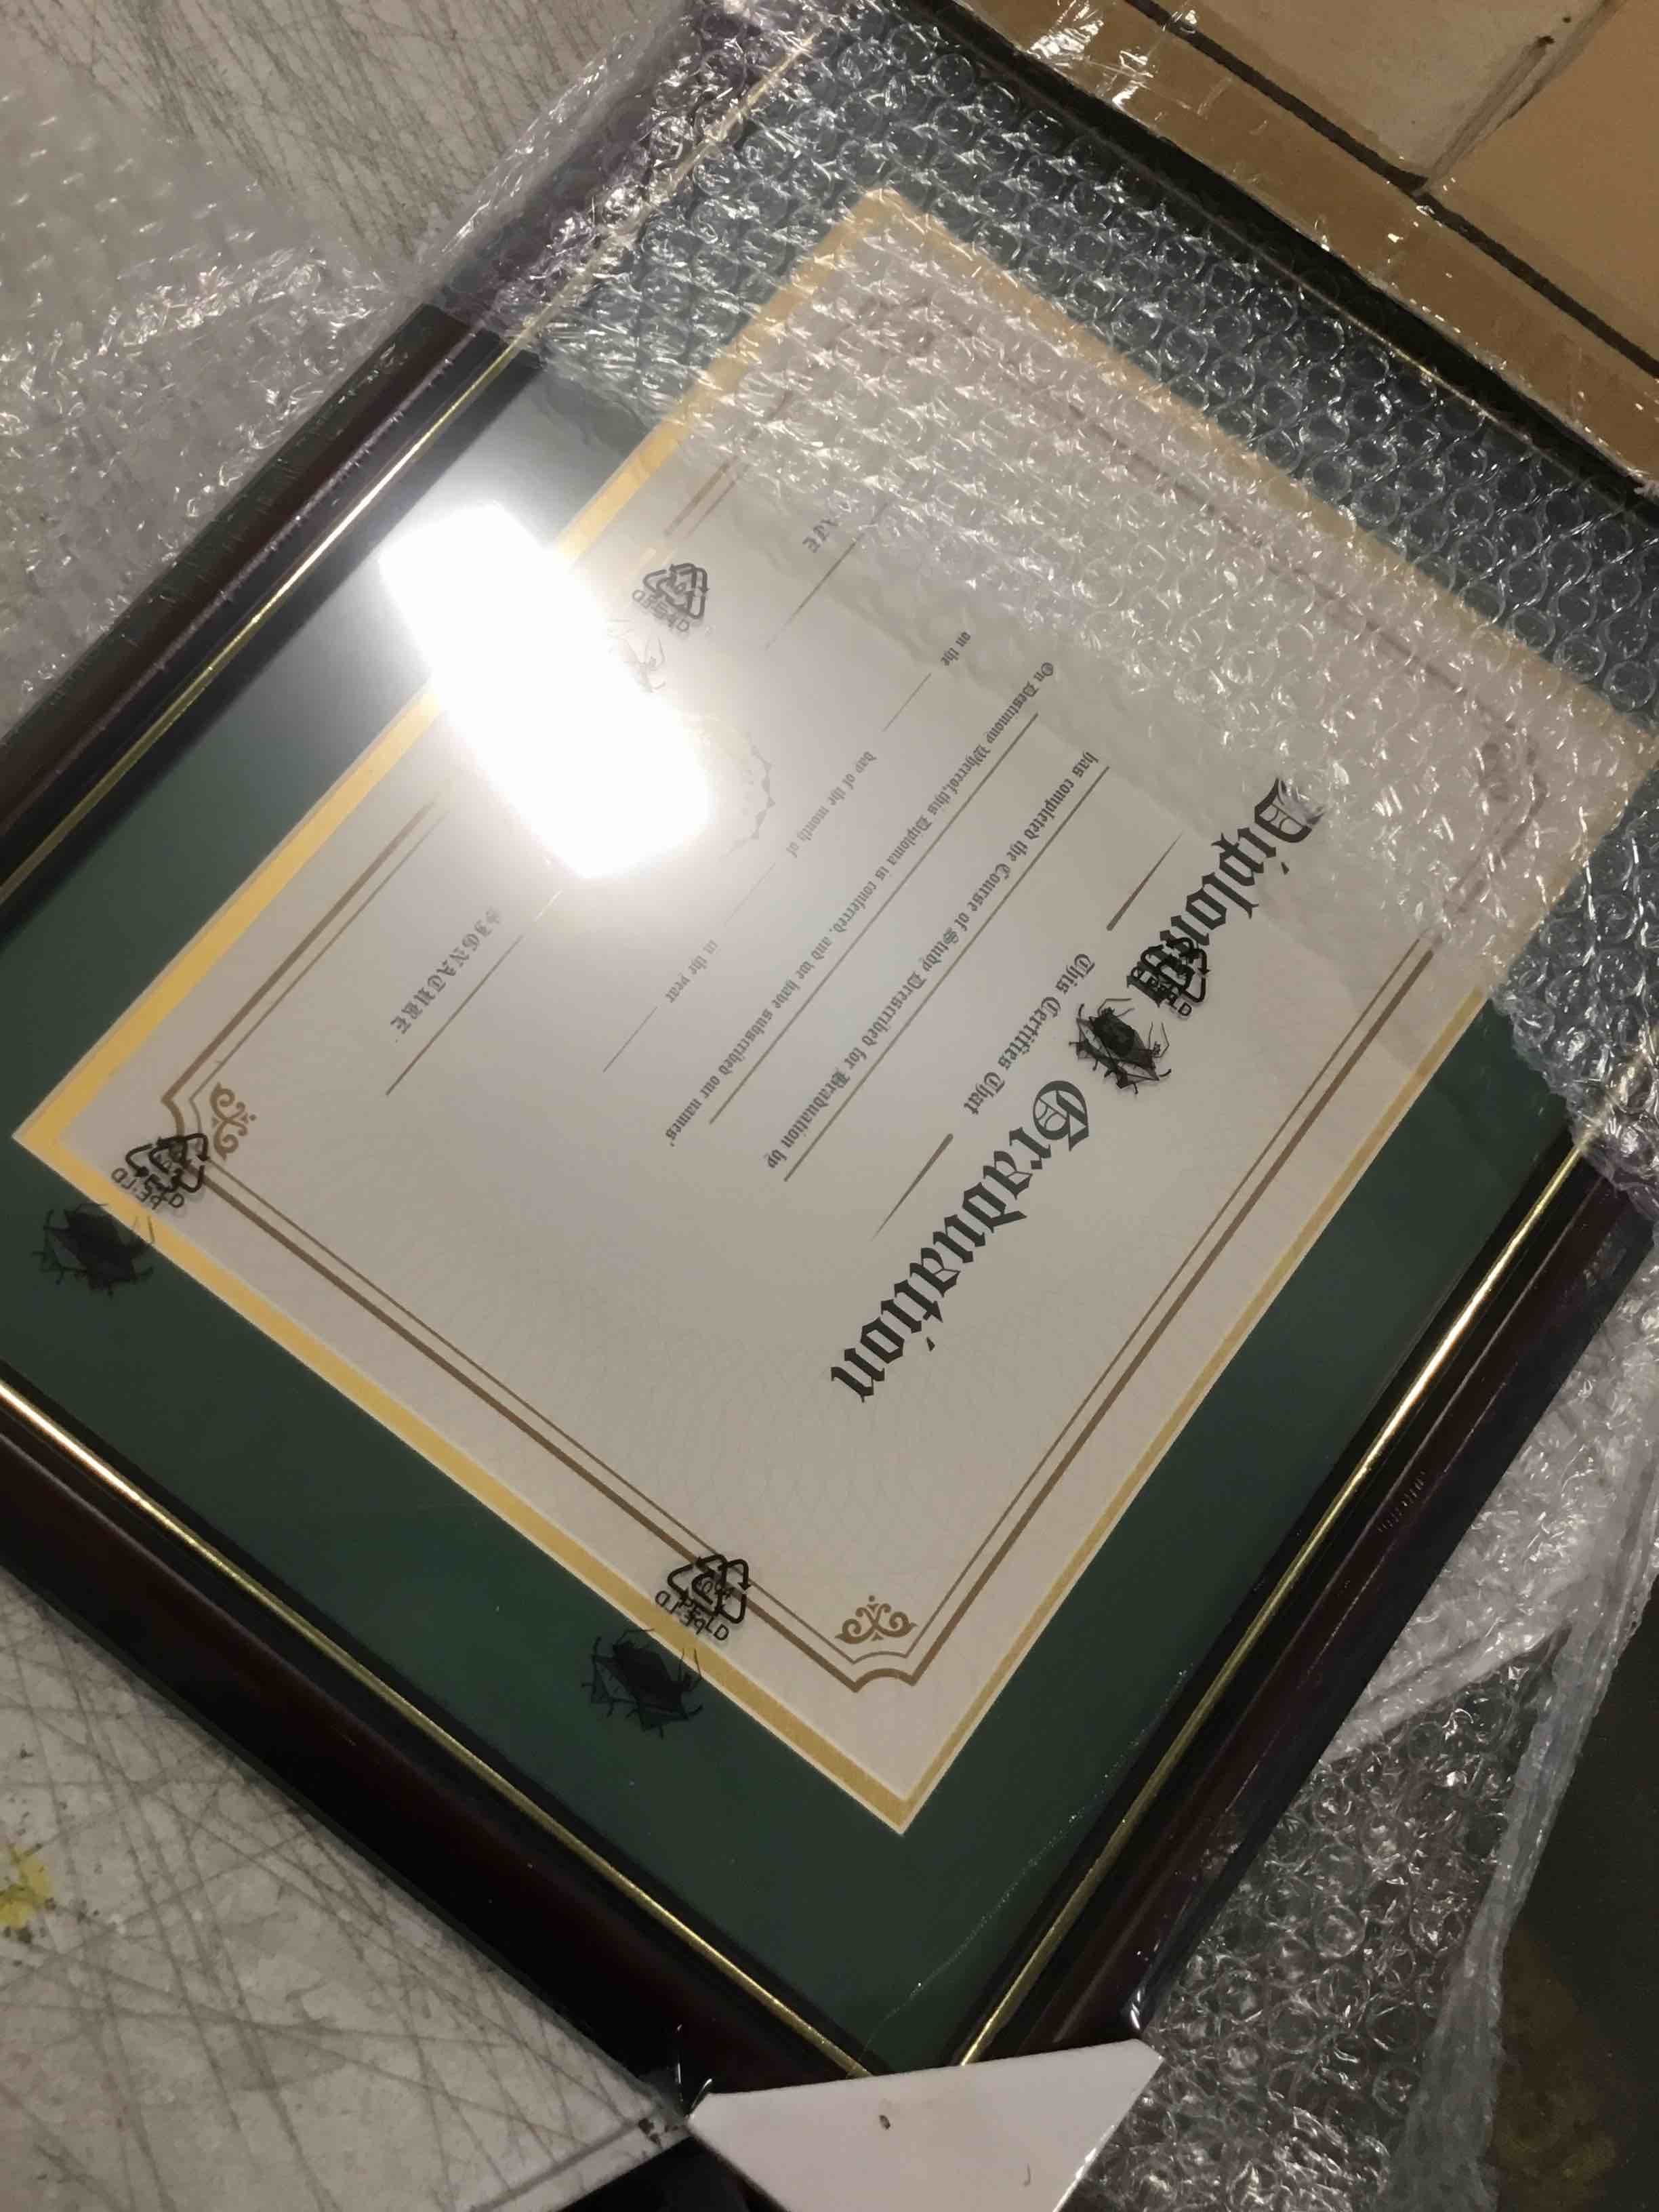 Diploma of Graduation
This Certifies That
has completed the Course of Study Prescribed for Graduation by
In Testimony Whereof, this Diploma is conferred, and we have subscribed our names'
on the
day of the month of
in the year
SIGNATURE